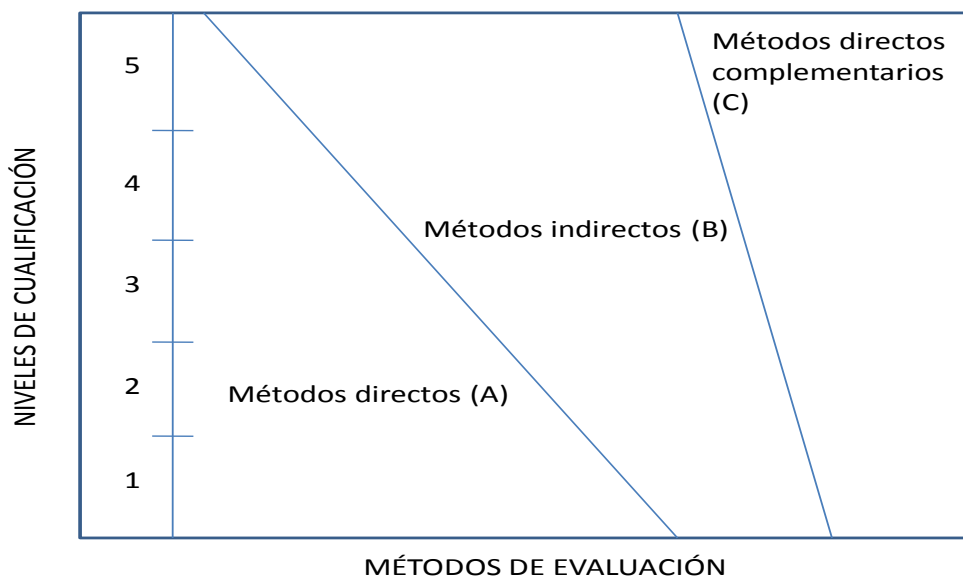 NIVELES DE CUALIFICACIÓN
5
4
3
2
1
Métodos directos
complementarios
(C)
Métodos indirectos (B)
Métodos directos (A)
MÉTODOS DE EVALUACIÓN